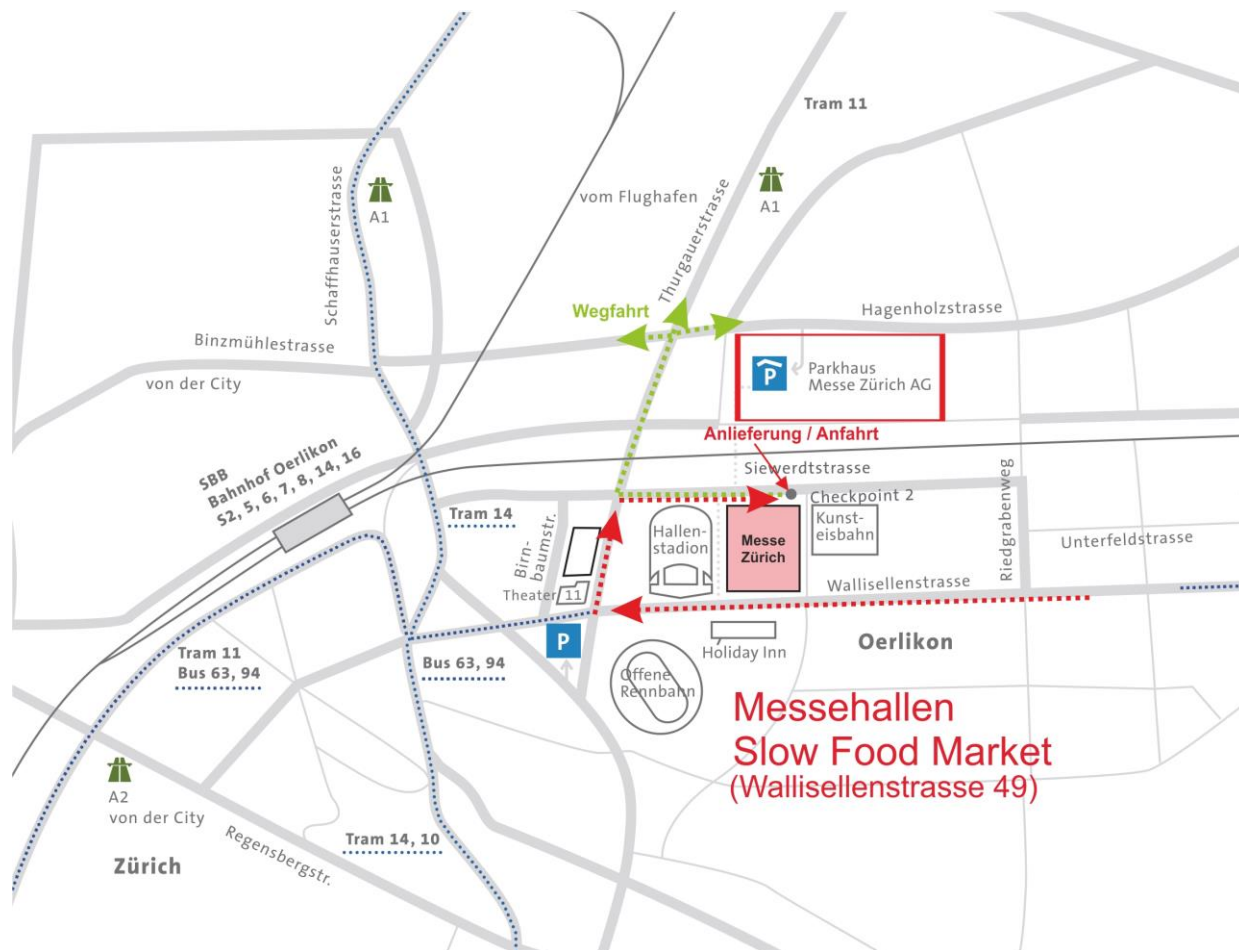 Tram 11
Schaffhauserstrasse
A1
vom Flughafen
A1
Thurgauerstrasse
Wegfahrt
Hagenholzstrasse
Binzmühlestrasse
von der City
P
Parkhaus
Messe Zürich AG
Anlieferung / Anfahrt
SBB
Bahnhof Oerlikon
S2, 5, 6, 7, 8, 14, 16
Siewerdtstrasse
Checkpoint 2
Tram 14
Birn-
baumstr.
Hallen-
stadion
Messe
Zürich
Kunst-
eisbahn
Riedgrabenweg
Unterfeldstrasse
Theater 11
Wallisellenstrasse
P
Tram 11
Bus 63, 94
Bus 63, 94
Holiday Inn
Oerlikon
Offene
Rennbahn
Messehallen
Slow Food Market
(Wallisellenstrasse 49)
A2
von der City
Regensbergstr.
Tram 14, 10
Zürich